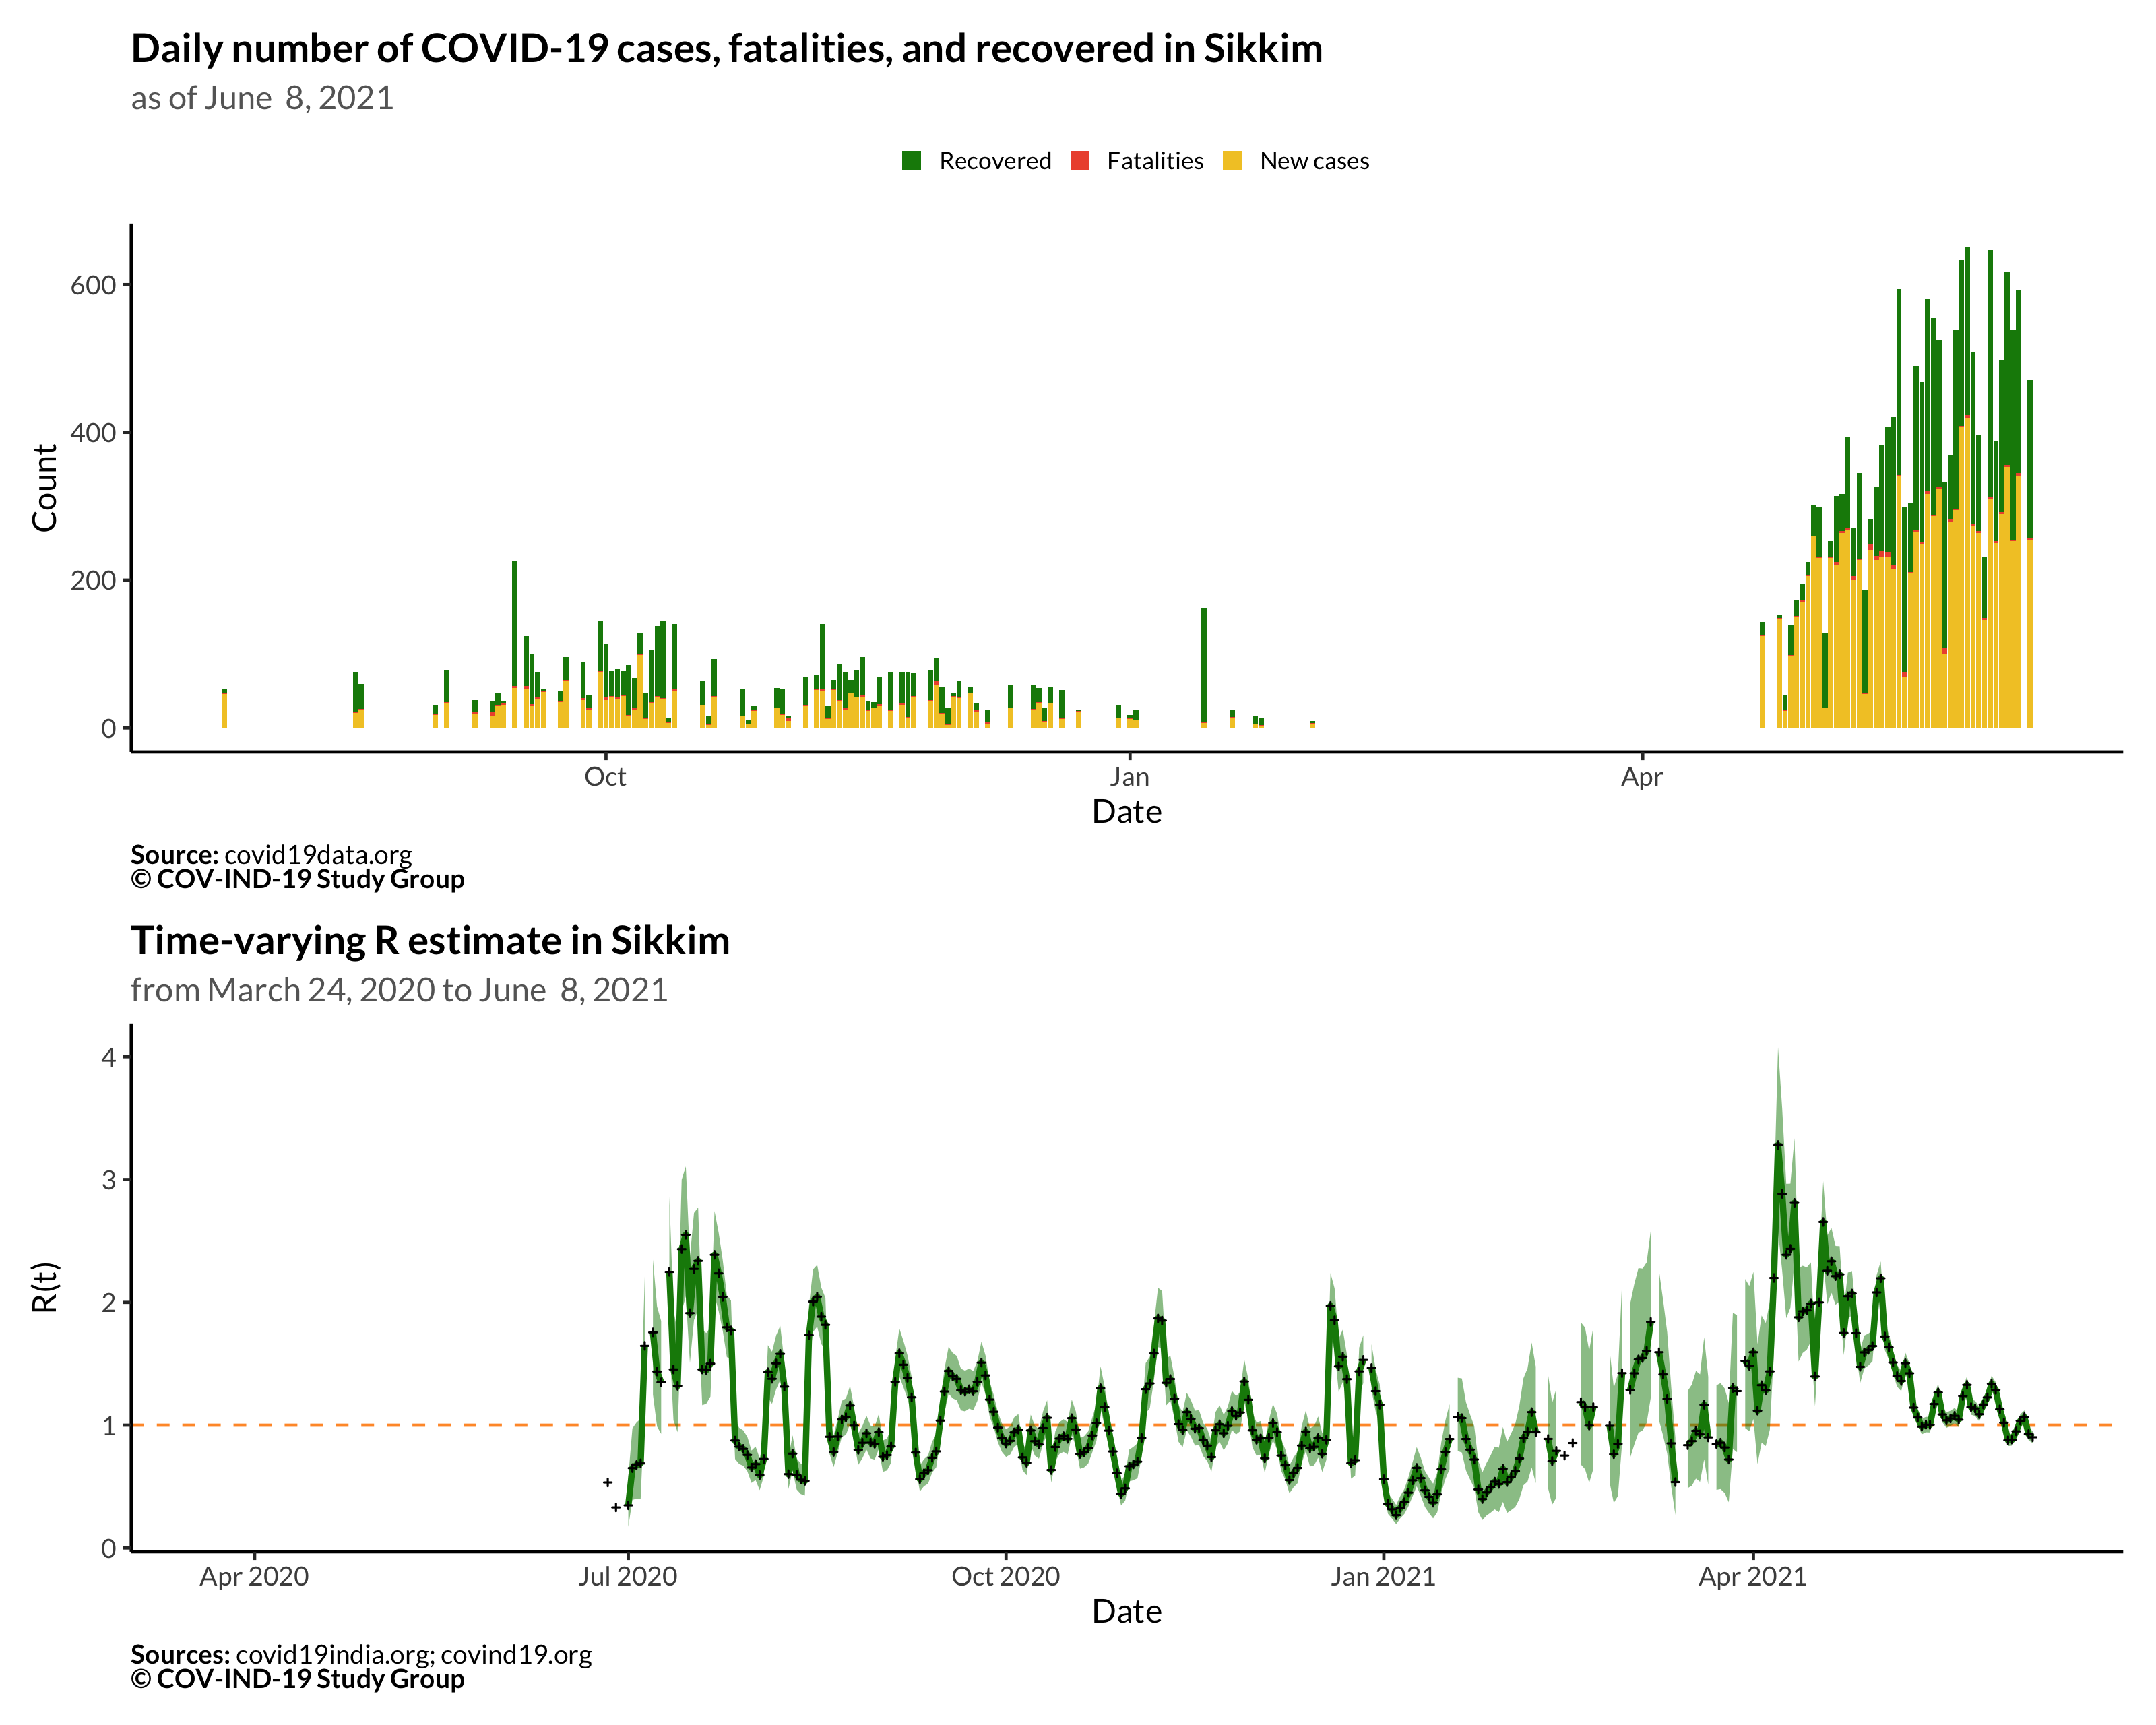 Daily number of COVID-19 cases, fatalities, and recovered in Sikkim
as of June  8, 2021
Recovered Fatalities New cases
600
400
200
0
Count
Oct Jan Apr
Date
Source: covid19data.org
© COV-IND-19 Study Group
Time-varying R estimate in Sikkim
from March 24, 2020 to June  8, 2021
4
3
2
1
0
R(t)
Apr 2020 Jul 2020 Oct 2020 Jan 2021 Apr 2021
Date
Sources: covid19india.org; covind19.org
© COV-IND-19 Study Group